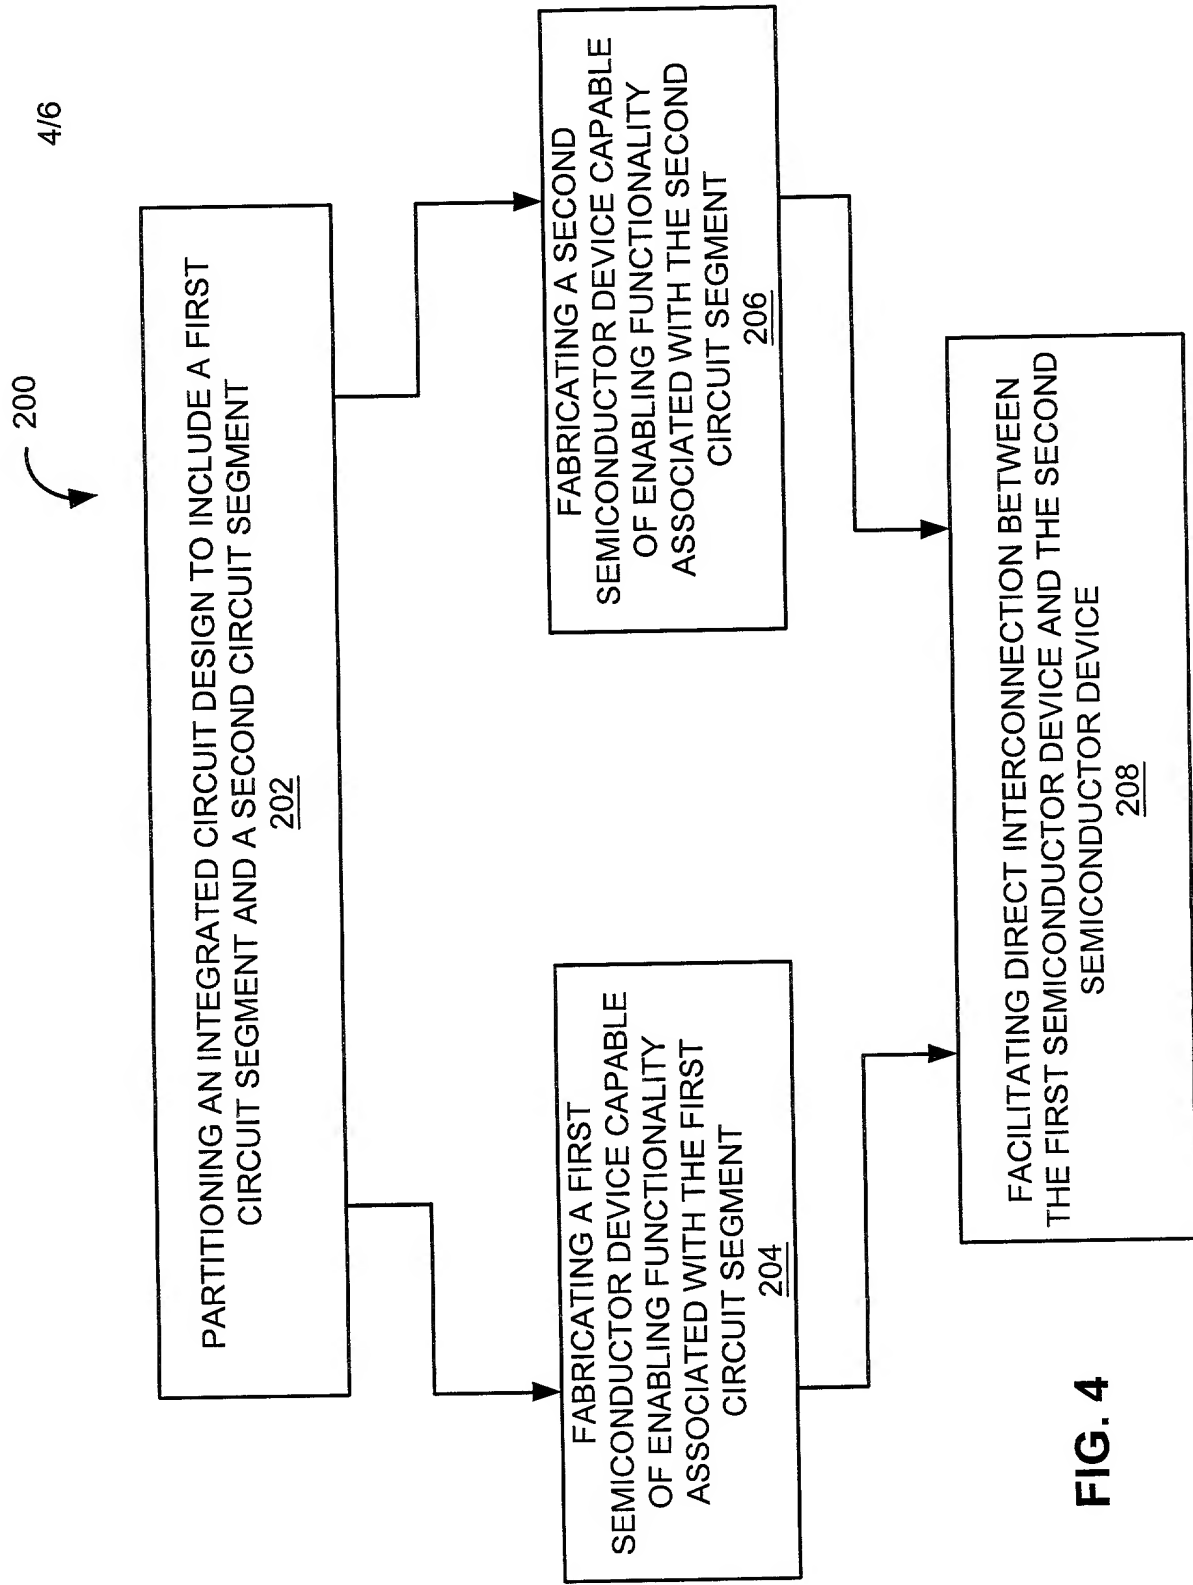 4/6
200
PARTITIONING AN INTEGRATED CIRCUIT DESIGN TO INCLUDE A FIRST
CIRCUIT SEGMENT AND A SECOND CIRCUIT SEGMENT
202
FABRICATING A FIRST
SEMICONDUCTOR DEVICE CAPABLE
OF ENABLING FUNCTIONALITY
ASSOCIATED WITH THE FIRST
CIRCUIT SEGMENT
204
FABRICATING A SECOND
SEMICONDUCTOR DEVICE CAPABLE
OF ENABLING FUNCTIONALITY
ASSOCIATED WITH THE SECOND
CIRCUIT SEGMENT
206
FACILITATING DIRECT INTERCONNECTION BETWEEN
THE FIRST SEMICONDUCTOR DEVICE AND THE SECOND
SEMICONDUCTOR DEVICE
208
FIG. 4